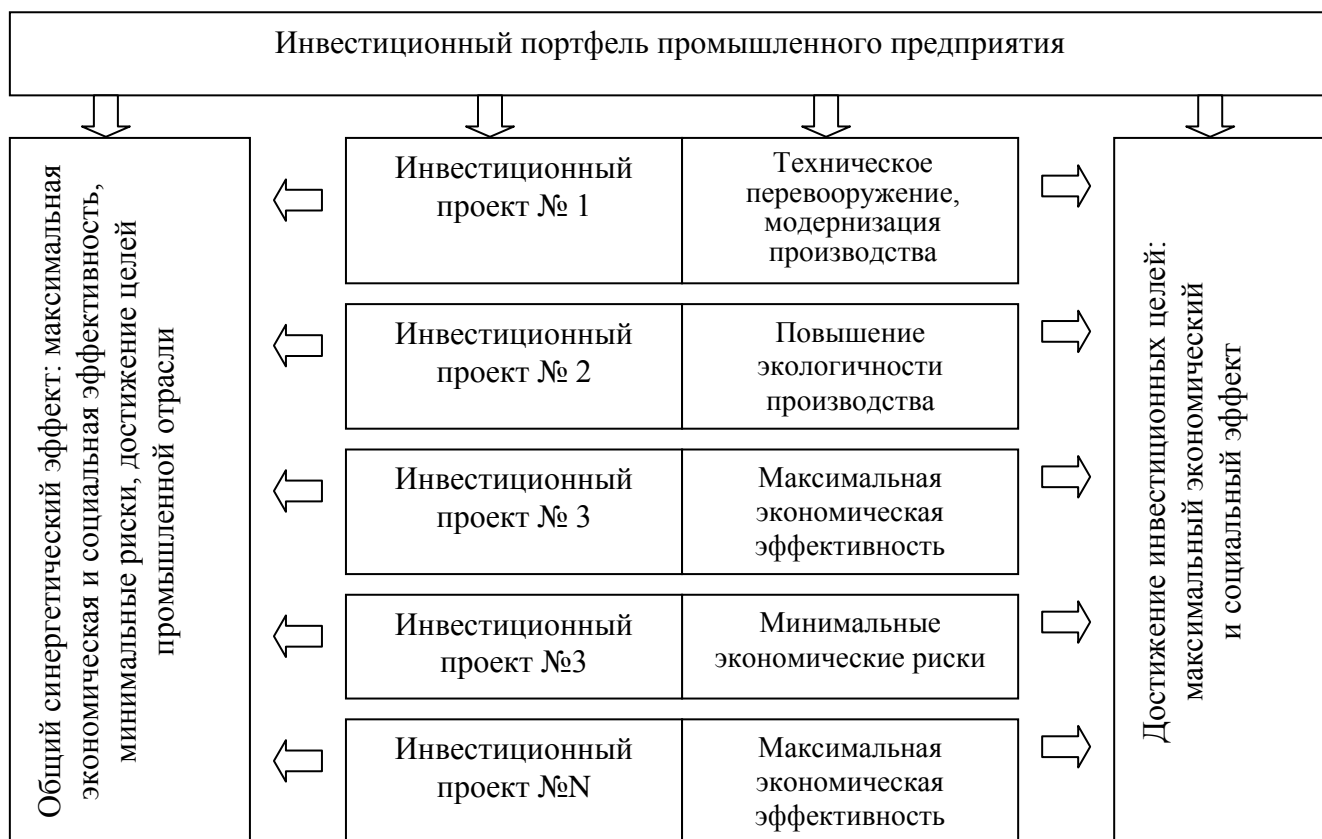 Инвестиционный портфель промышленного предприятия
Общий синергетический эффект: максимальная
экономическая и социальная эффективность,
минимальные риски, достижение целей
промышленной отрасли
Инвестиционный
проект № 1
Техническое
перевооружение,
модернизация
производства
Инвестиционный
проект № 2
Повышение
экологичности
производства
Инвестиционный
проект № 3
Максимальная
экономическая
эффективность
Инвестиционный
проект №3
Минимальные
экономические риски
Инвестиционный
проект №N
Максимальная
экономическая
эффективность
Достижение инвестиционных целей:
максимальный экономический
и социальный эффект